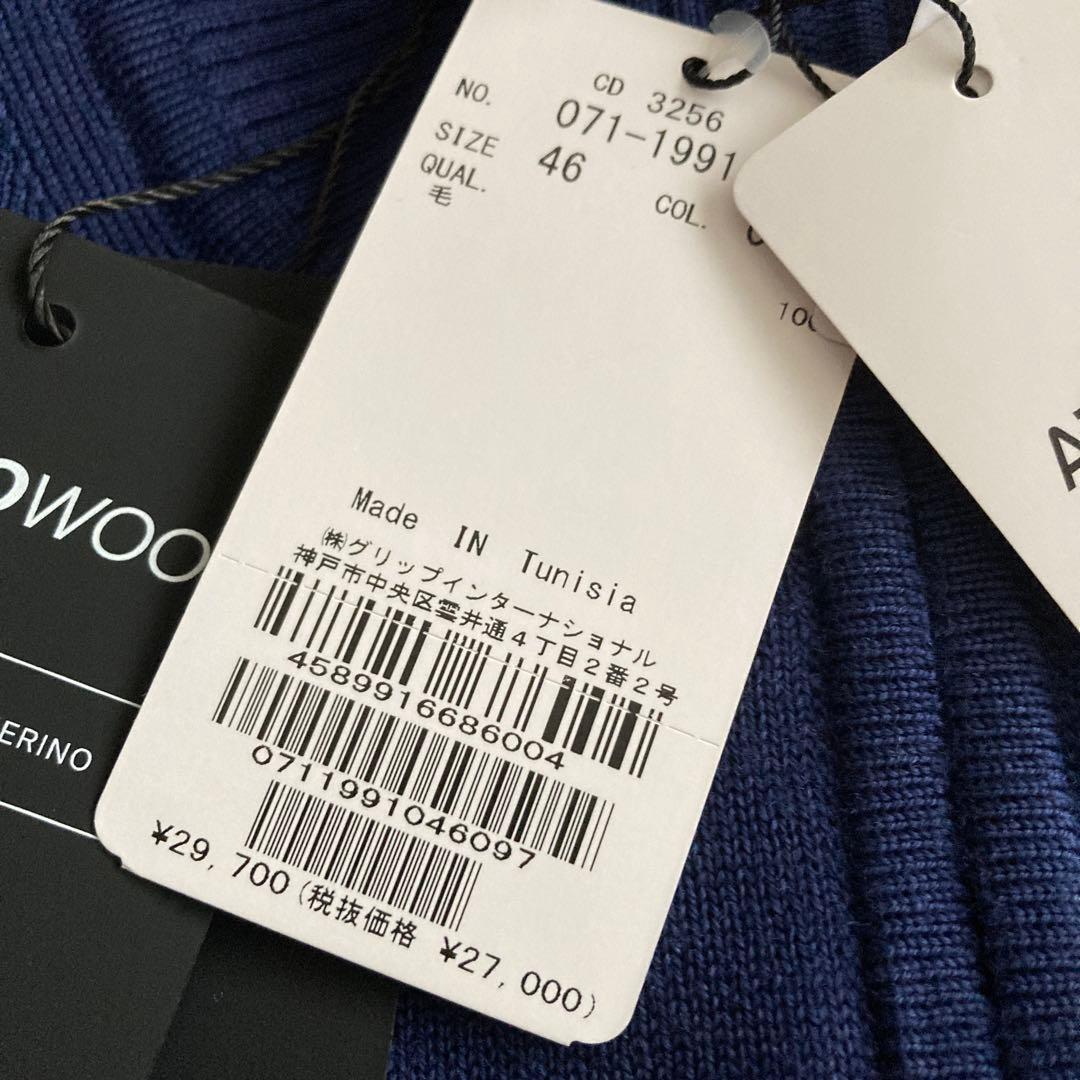 CD 3256
NO. 071-1991
SIZE 46
QUAL. COL.
毛
Made IN Tunisia
㈱グリップインターナショナル
神戸市中央区雲井通4丁目2番2号
4589916686004
0711991046097
¥29,700(税抜価格 ¥27,000)
WOO
ERINO